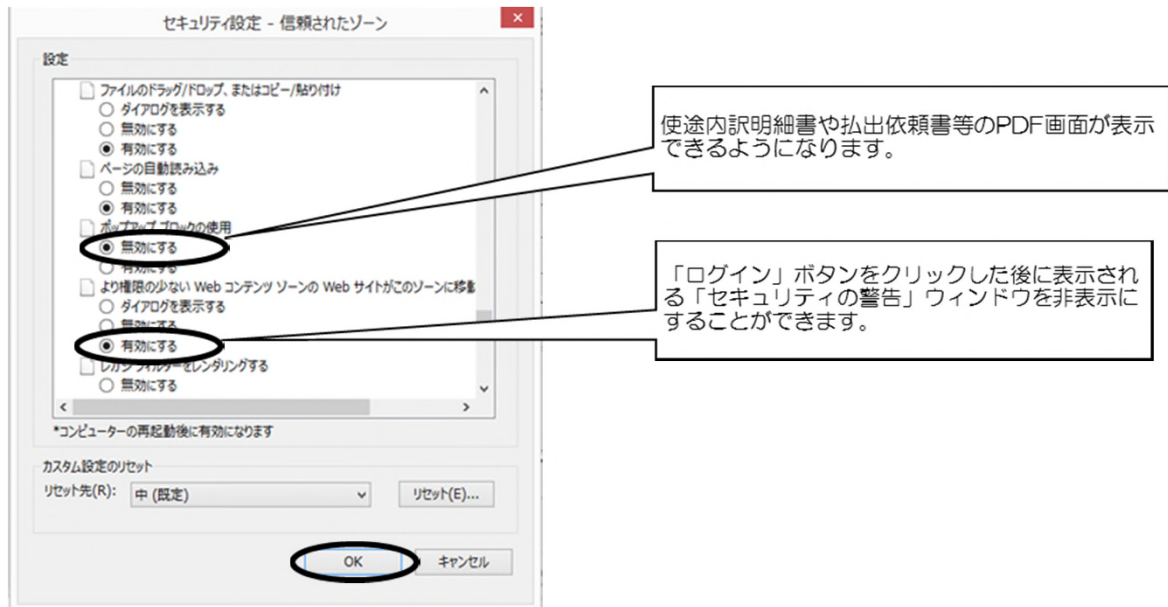 セキュリティ設定 - 信頼されたゾーン
設定
ファイルのドラッグ/ドロップ、またはコピー/貼り付け
ダイアログを表示する
無効にする
有効にする
ページの自動読み込み
無効にする
有効にする
ポップアップ ブロックの使用
無効にする
有効にする
より権限の少ない Web コンテンツ ゾーンの Web サイトがこのゾーンに移動
ダイアログを表示する
無効にする
有効にする
レガシ フィルターをレンダリングする
無効にする
*コンピューターの再起動後に有効になります
カスタム設定のリセット
リセット先(R): 中 (既定) リセット(E)...
OK キャンセル
使途内訳明細書や払出依頼書等のPDF画面が表示
できるようになります。
「ログイン」ボタンをクリックした後に表示され
る「セキュリティの警告」ウィンドウを非表示に
することができます。